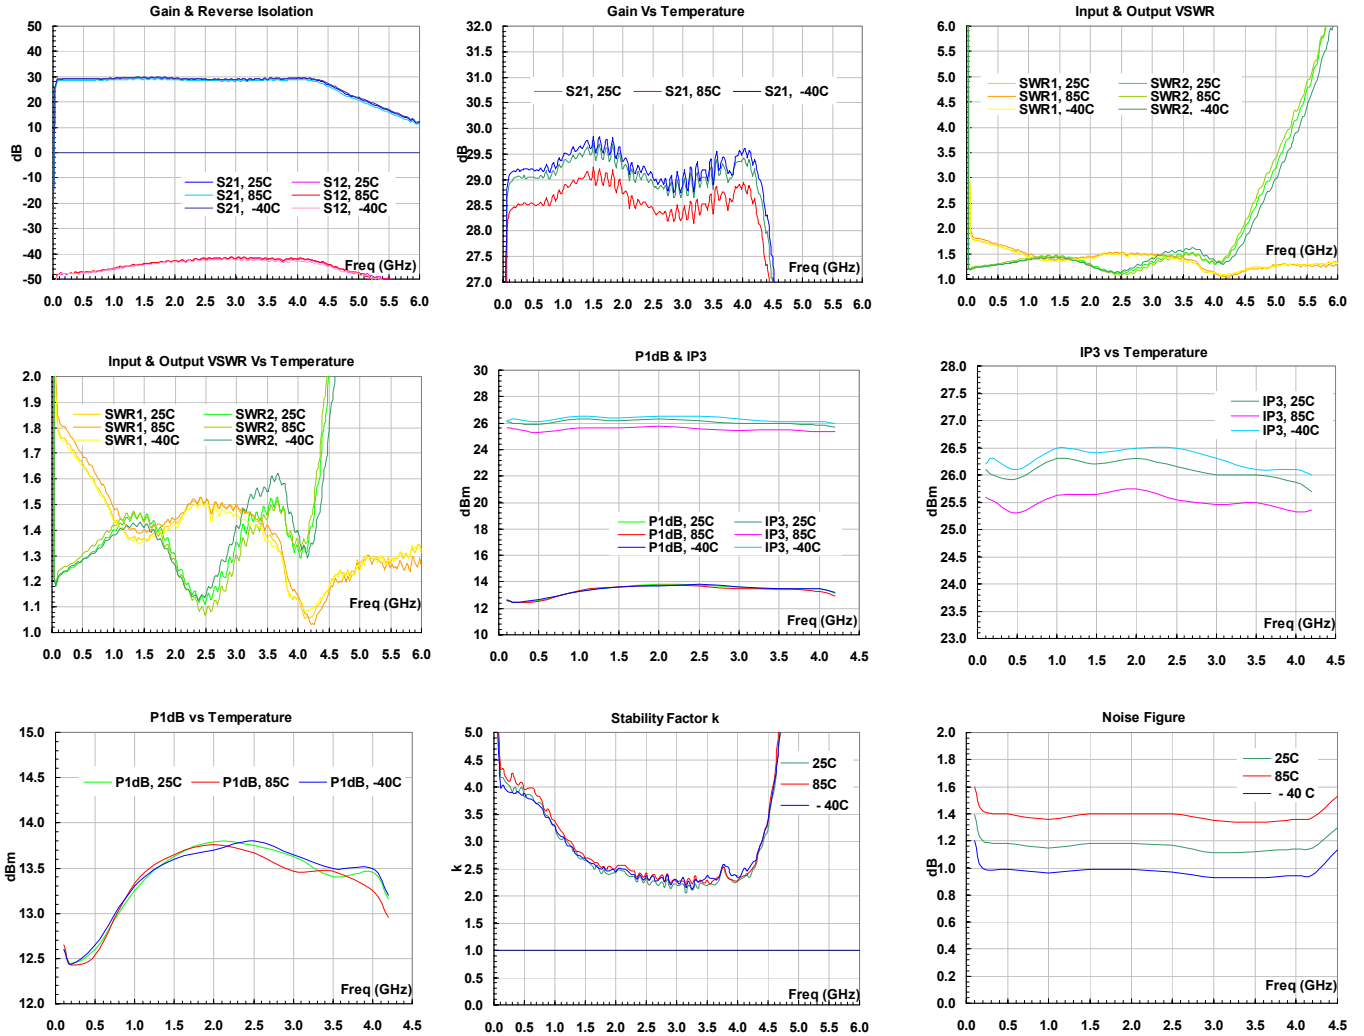 Gain & Reverse Isolation
50
40
30
20
10
0
-10
-20
-30
-40
-50
dB
S21, 25C
S12, 25C
S21, 85C
S12, 85C
S21, -40C
S12, -40C
Freq (GHz)
0.0 0.5 1.0 1.5 2.0 2.5 3.0 3.5 4.0 4.5 5.0 5.5 6.0
Gain Vs Temperature
32.0
31.5
31.0
30.5
30.0
29.5
29.0
28.5
28.0
27.5
27.0
dB
S21, 25C S21, 85C S21, -40C
Freq (GHz)
0.0 0.5 1.0 1.5 2.0 2.5 3.0 3.5 4.0 4.5 5.0 5.5 6.0
Input & Output VSWR
6.0
5.5
5.0
4.5
4.0
3.5
3.0
2.5
2.0
1.5
1.0
SWR1, 25C
SWR2, 25C
SWR1, 85C
SWR2, 85C
SWR1, -40C
SWR2, -40C
Freq (GHz)
0.0 0.5 1.0 1.5 2.0 2.5 3.0 3.5 4.0 4.5 5.0 5.5 6.0
Input & Output VSWR Vs Temperature
2.0
1.9
1.8
1.7
1.6
1.5
1.4
1.3
1.2
1.1
1.0
SWR1, 25C
SWR2, 25C
SWR1, 85C
SWR2, 85C
SWR1, -40C
SWR2, -40C
Freq (GHz)
0.0 0.5 1.0 1.5 2.0 2.5 3.0 3.5 4.0 4.5 5.0 5.5 6.0
P1dB & IP3
30
28
26
24
22
20
18
16
14
12
10
dBm
P1dB, 25C
IP3, 25C
P1dB, 85C
IP3, 85C
P1dB, -40C
IP3, -40C
Freq (GHz)
0.0 0.5 1.0 1.5 2.0 2.5 3.0 3.5 4.0 4.5
IP3 vs Temperature
28.0
27.5
27.0
26.5
26.0
25.5
25.0
24.5
24.0
23.5
23.0
dBm
IP3, 25C
IP3, 85C
IP3, -40C
Freq (GHz)
0.0 0.5 1.0 1.5 2.0 2.5 3.0 3.5 4.0 4.5
P1dB vs Temperature
15.0
14.5
14.0
13.5
13.0
12.5
12.0
dBm
P1dB, 25C P1dB, 85C P1dB, -40C
Freq (GHz)
0.0 0.5 1.0 1.5 2.0 2.5 3.0 3.5 4.0 4.5
Stability Factor k
5.0
4.5
4.0
3.5
3.0
2.5
2.0
1.5
1.0
0.5
0.0
k
25C
85C
- 40C
Freq (GHz)
0.0 0.5 1.0 1.5 2.0 2.5 3.0 3.5 4.0 4.5 5.0 5.5 6.0
Noise Figure
2.0
1.8
1.6
1.4
1.2
1.0
0.8
0.6
0.4
0.2
0.0
dB
25C
85C
- 40 C
Freq (GHz)
0.0 0.5 1.0 1.5 2.0 2.5 3.0 3.5 4.0 4.5